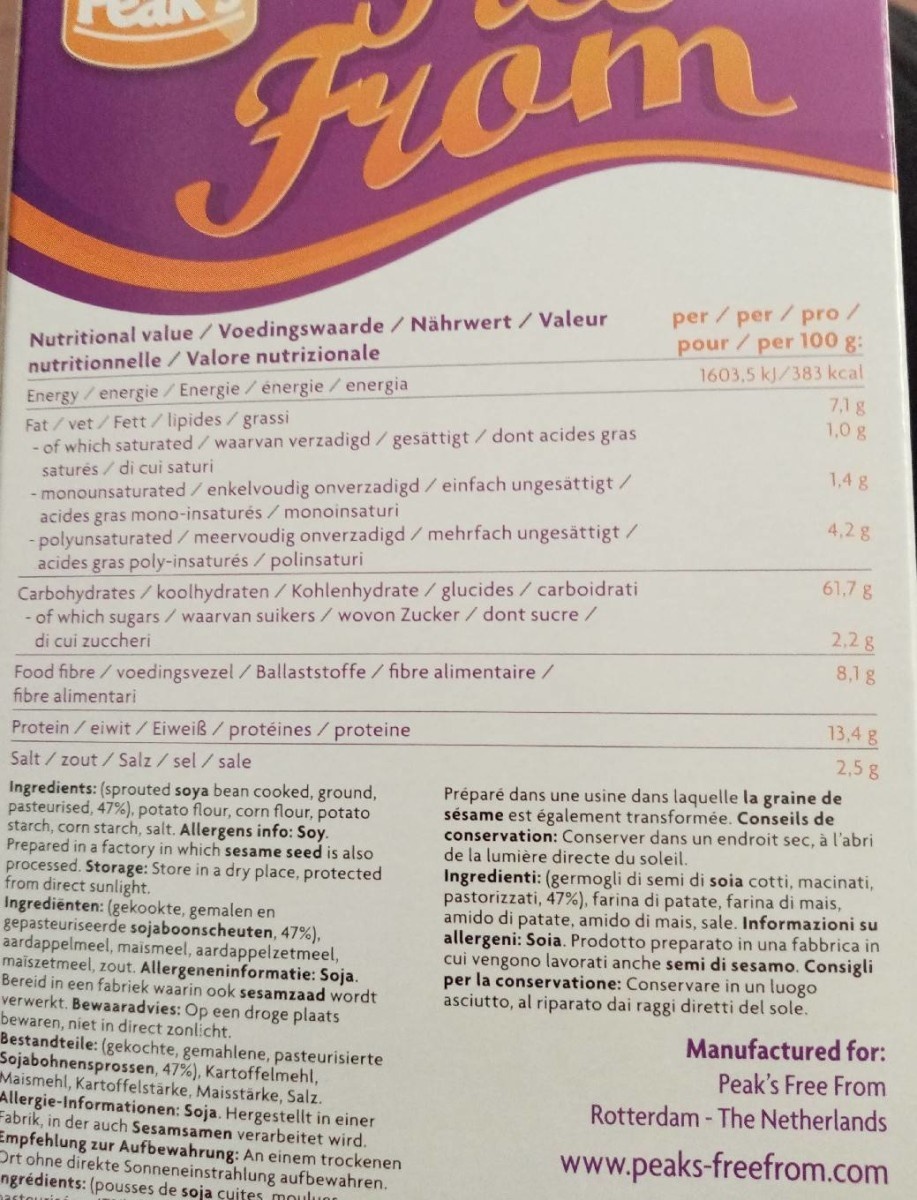 Peak's
Free
From
Nutritional value / Voedingswaarde / Nährwert / Valeur
nutritionnelle / Valore nutrizionale
per / per / pro /
pour / per 100 g:
Energy / energie / Energie / énergie / energia
1603,5 kJ/383 kcal
Fat / vet / Fett / lipides / grassi
7,1 g
- of which saturated / waarvan verzadigd / gesättigt / dont acides gras
1,0 g
saturés / di cui saturi
- monounsaturated / enkelvoudig onverzadigd / einfach ungesättigt /
1,4 g
acides gras mono-insaturés / monoinsaturi
- polyunsaturated / meervoudig onverzadigd / mehrfach ungesättigt /
4,2 g
acides gras poly-insaturés / polinsaturi
Carbohydrates / koolhydraten / Kohlenhydrate / glucides / carboidrati
61,7 g
- of which sugars / waarvan suikers / wovon Zucker / dont sucre /
di cui zuccheri
2,2 g
Food fibre / voedingsvezel / Ballaststoffe / fibre alimentaire /
8,1 g
fibre alimentari
Protein / eiwit / Eiweiß / protéines / proteine
13,4 g
Salt / zout / Salz / sel / sale
2,5 g
Ingredients: (sprouted soya bean cooked, ground,
pasteurised, 47%), potato flour, corn flour, potato
starch, corn starch, salt. Allergens info: Soy.
Prepared in a factory in which sesame seed is also
processed. Storage: Store in a dry place, protected
from direct sunlight.
Ingrediënten: (gekookte, gemalen en
gepasteuriseerde sojaboonscheuten, 47%),
aardappelmeel, maismeel, aardappelzetmeel,
maïszetmeel, zout. Allergeneninformatie: Soja.
Bereid in een fabriek waarin ook sesamzaad wordt
verwerkt. Bewaaradvies: Op een droge plaats
bewaren, niet in direct zonlicht.
Bestandteile: (gekochte, gemahlene, pasteurisierte
Sojabohnensprossen, 47%), Kartoffelmehl,
Maismehl, Kartoffelstärke, Maisstärke, Salz.
Allergie-Informationen: Soja. Hergestellt in einer
Fabrik, in der auch Sesamsamen verarbeitet wird.
Empfehlung zur Aufbewahrung: An einem trockenen
Ort ohne direkte Sonneneinstrahlung aufbewahren.
ngrédients: (pousses de soja cuites,
Préparé dans une usine dans laquelle la graine de
sésame est également transformée. Conseils de
conservation: Conserver dans un endroit sec, à l'abri
de la lumière directe du soleil.
Ingredienti: (germogli di semi di soia cotti, macinati,
pastorizzati, 47%), farina di patate, farina di mais,
amido di patate, amido di mais, sale. Informazioni su
allergeni: Soia. Prodotto preparato in una fabbrica in
cui vengono lavorati anche semi di sesamo. Consigli
per la conservatione: Conservare in un luogo
asciutto, al riparato dai raggi diretti del sole.
Manufactured for:
Peak's Free From
Rotterdam - The Netherlands
www.peaks-freefrom.com